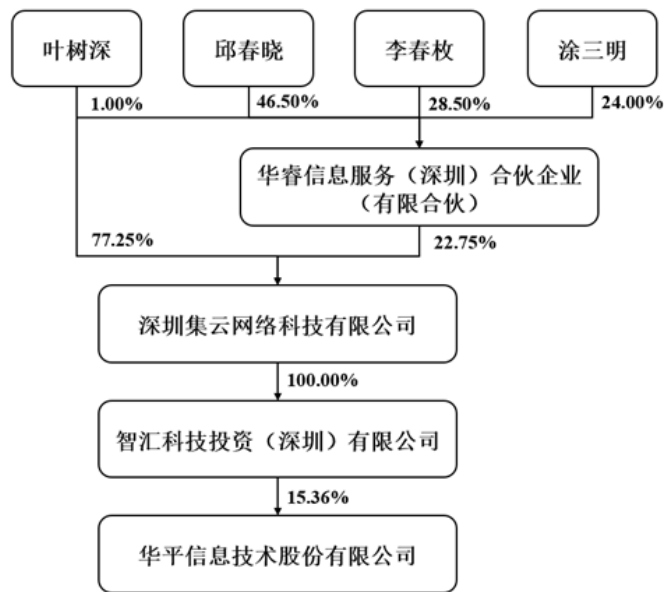 叶树深
邱春晓
李春枚
涂三明
1.00%
46.50%
28.50%
24.00%
华睿信息服务（深圳）合伙企业
（有限合伙）
77.25%
22.75%
深圳集云网络科技有限公司
100.00%
智汇科技投资（深圳）有限公司
15.36%
华平信息技术股份有限公司